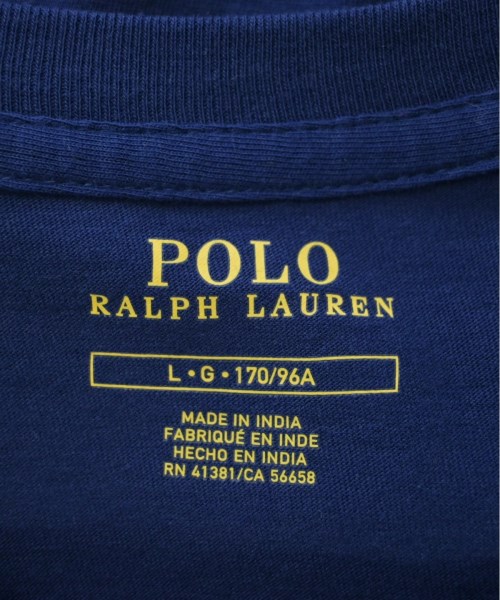 POLO
RALPH LAUREN
L • G • 170/96A
MADE IN INDIA
FABRIQUÉ EN INDE
HECHO EN INDIA
RN 41381/CA 56658